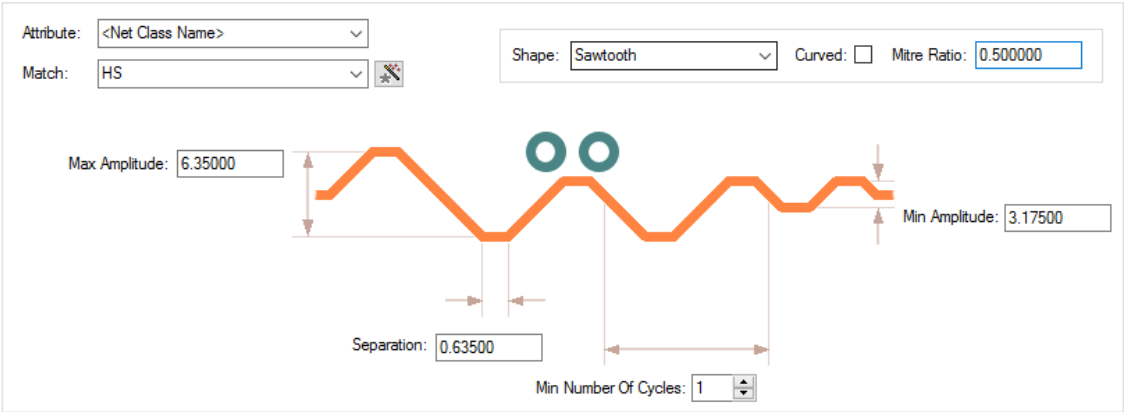 Attribute: <Net Class Name>
Match: HS
Shape: Sawtooth Curved: Mitre Ratio: 0.500000
Max Amplitude: 6.35000
Min Amplitude: 3.17500
Separation: 0.63500
Min Number Of Cycles: 1